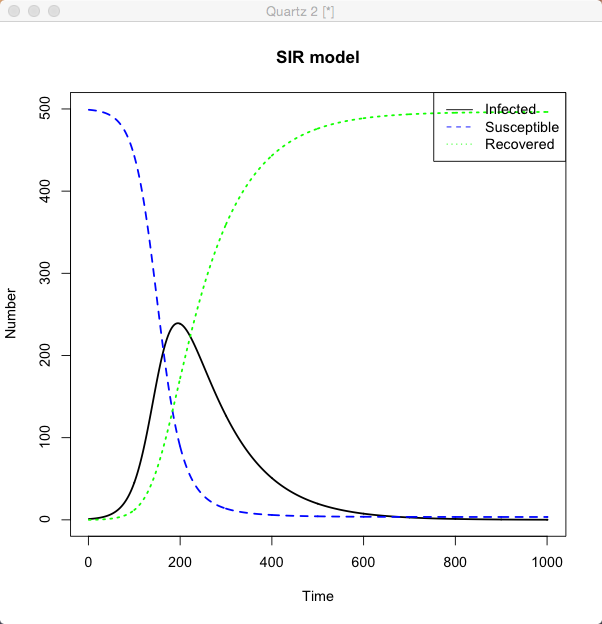 Quartz 2 [*]
SIR model
Number
500
400
300
200
100
0
Infected
Susceptible
Recovered
0 200 400 600 800 1000
Time